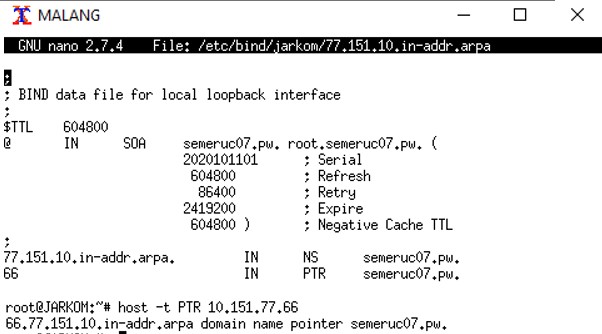 MALANG
GNU nano 2.7.4 File: /etc/bind/jarkom/77.151.10.in-addr.arpa
;
; BIND data file for local loopback interface
;
$TTL 604800
@ IN SOA semeruc07.pw. root.semeruc07.pw. (
2020101101 ; Serial
604800 ; Refresh
86400 ; Retry
2419200 ; Expire
604800 ) ; Negative Cache TTL
;
77.151.10.in-addr.arpa. IN NS semeruc07.pw.
66 IN PTR semeruc07.pw.
root@JARKOM:~# host -t PTR 10.151.77.66
66.77.151.10.in-addr.arpa domain name pointer semeruc07.pw.